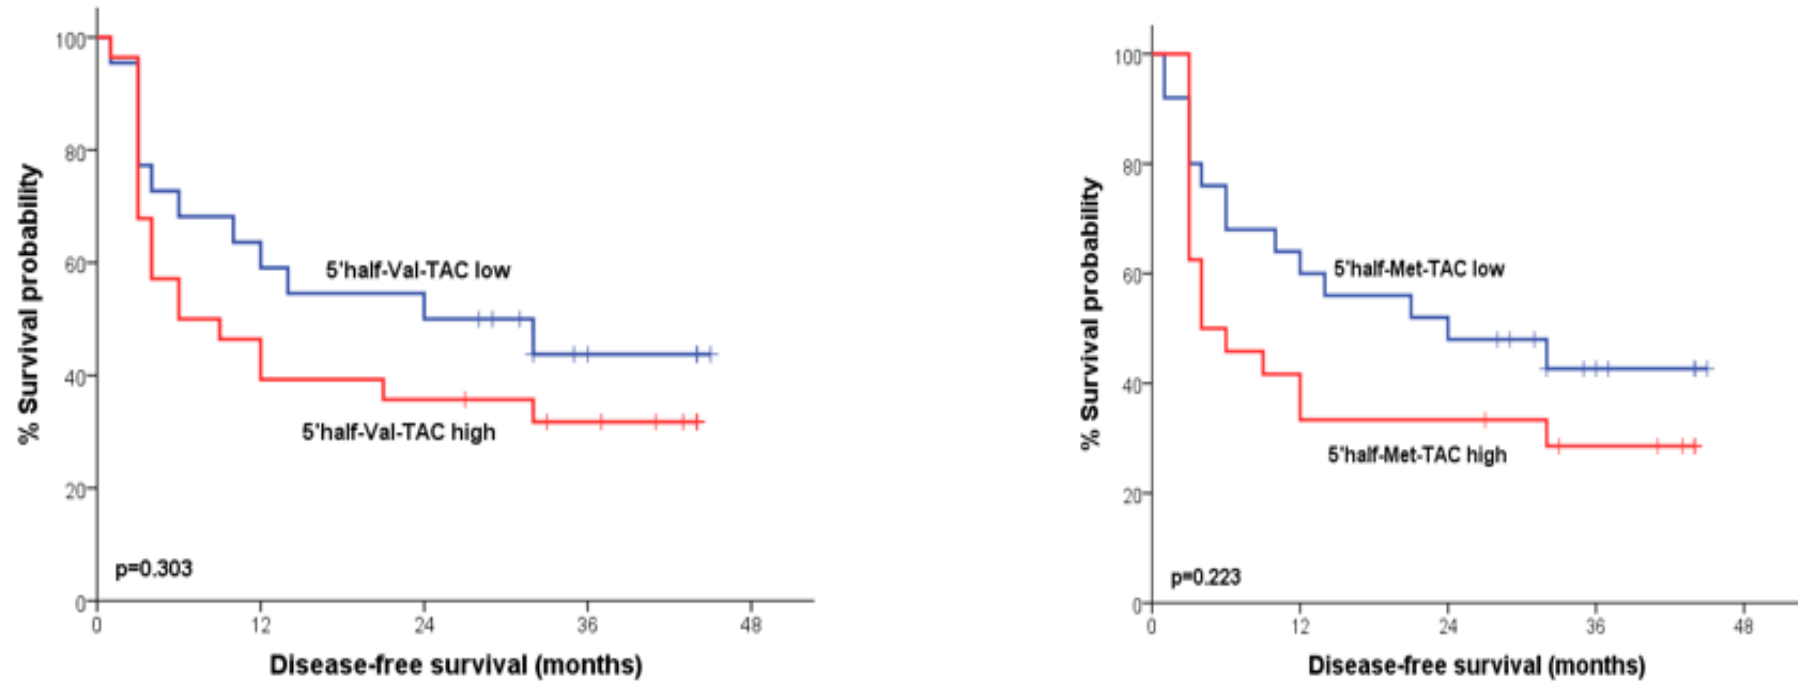 % Survival probability
100
80
60
40
20
0
5'half-Val-TAC low
5'half-Val-TAC high
p=0.303
0 12 24 36 48
Disease-free survival (months)
% Survival probability
100
80
60
40
20
0
5'half-Met-TAC low
5'half-Met-TAC high
p=0.223
0 12 24 36 48
Disease-free survival (months)